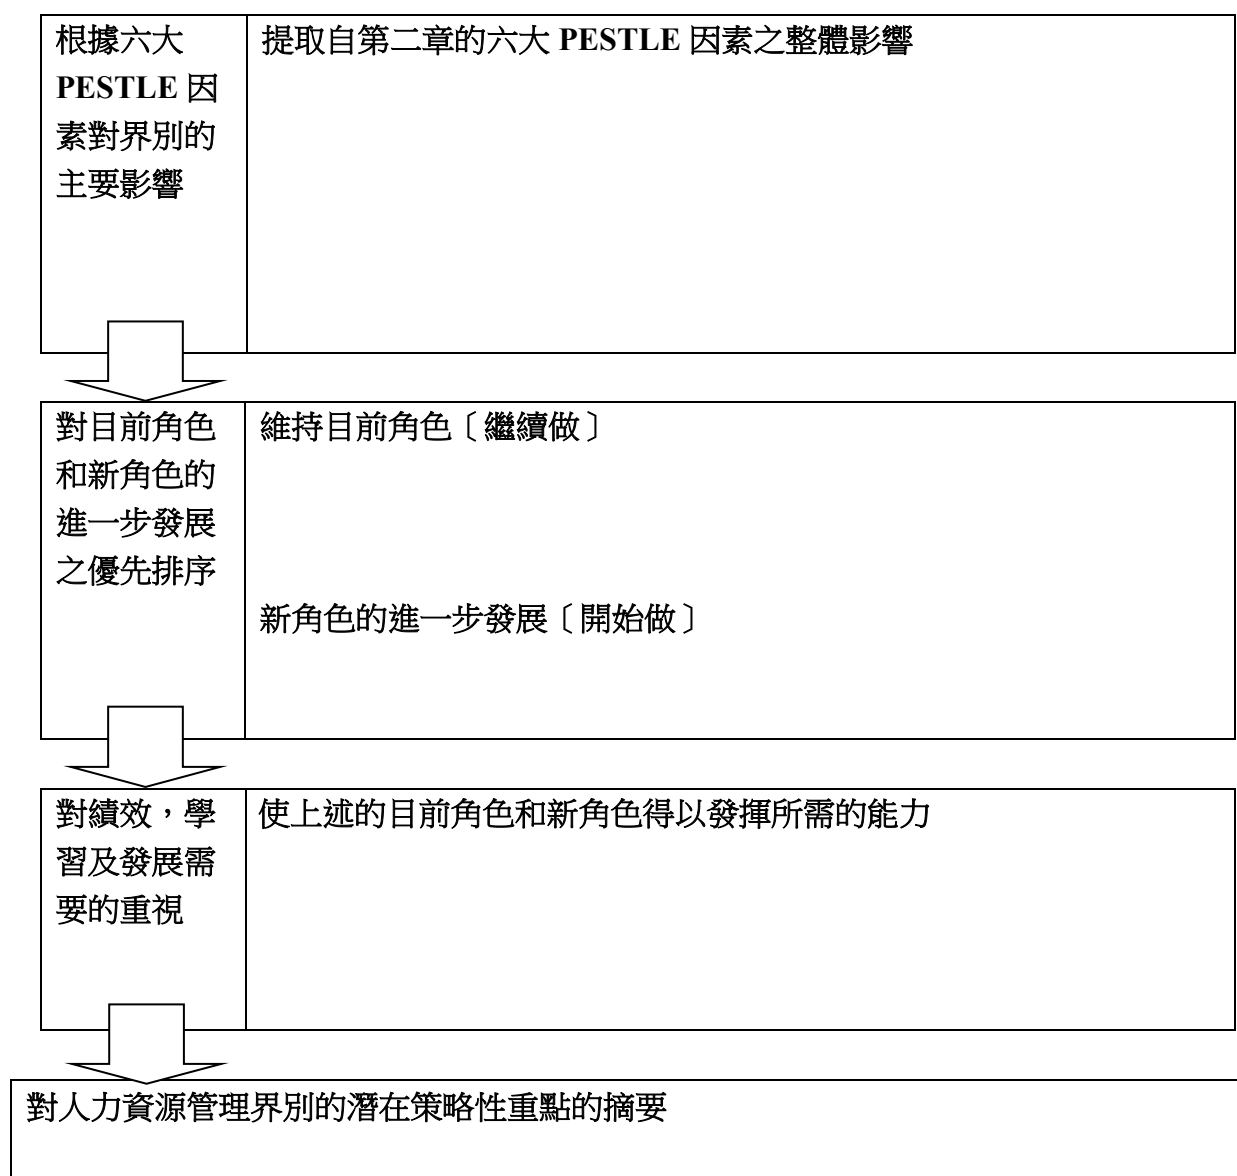 根據六大
PESTLE 因
素對界別的
主要影響
提取自第二章的六大 PESTLE 因素之整體影響
對目前角色
和新角色的
進一步發展
之優先排序
維持目前角色〔繼續做〕
新角色的進一步發展〔開始做〕
對績效，學
習及發展需
要的重視
使上述的目前角色和新角色得以發揮所需的能力
對人力資源管理界別的潛在策略性重點的摘要